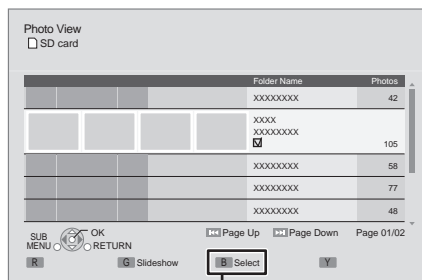 Photo View
SD card
Folder Name Photos
XXXXXXXX 42
XXXX
XXXXXXXX
105
XXXXXXXX 58
XXXXXXXX 77
XXXXXXXX 48
SUB MENU OK RETURN Page Up Page Down Page 01/02
R G Slideshow B Select Y